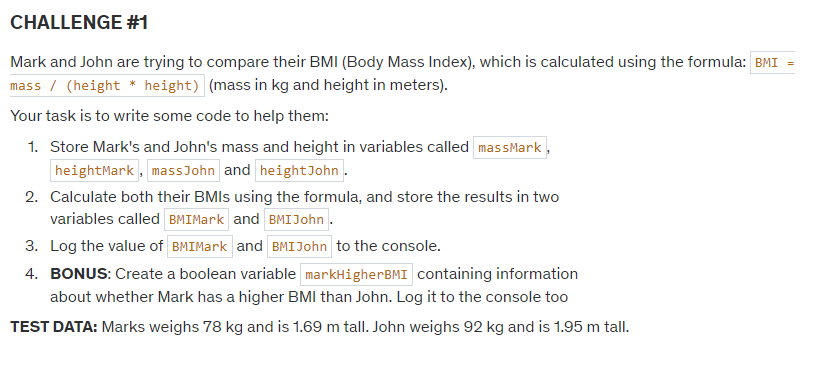 CHALLENGE #1
Mark and John are trying to compare their BMI (Body Mass Index), which is calculated using the formula: BMI =
mass / (height * height) (mass in kg and height in meters).
Your task is to write some code to help them:
1. Store Mark's and John's mass and height in variables called massMark,
heightMark, massJohn and heightJohn.
2. Calculate both their BMIs using the formula, and store the results in two
variables called BMIMark and BMIJohn.
3. Log the value of BMIMark and BMIJohn to the console.
4. BONUS: Create a boolean variable markHigherBMI containing information
about whether Mark has a higher BMI than John. Log it to the console too
TEST DATA: Marks weighs 78 kg and is 1.69 m tall. John weighs 92 kg and is 1.95 m tall.